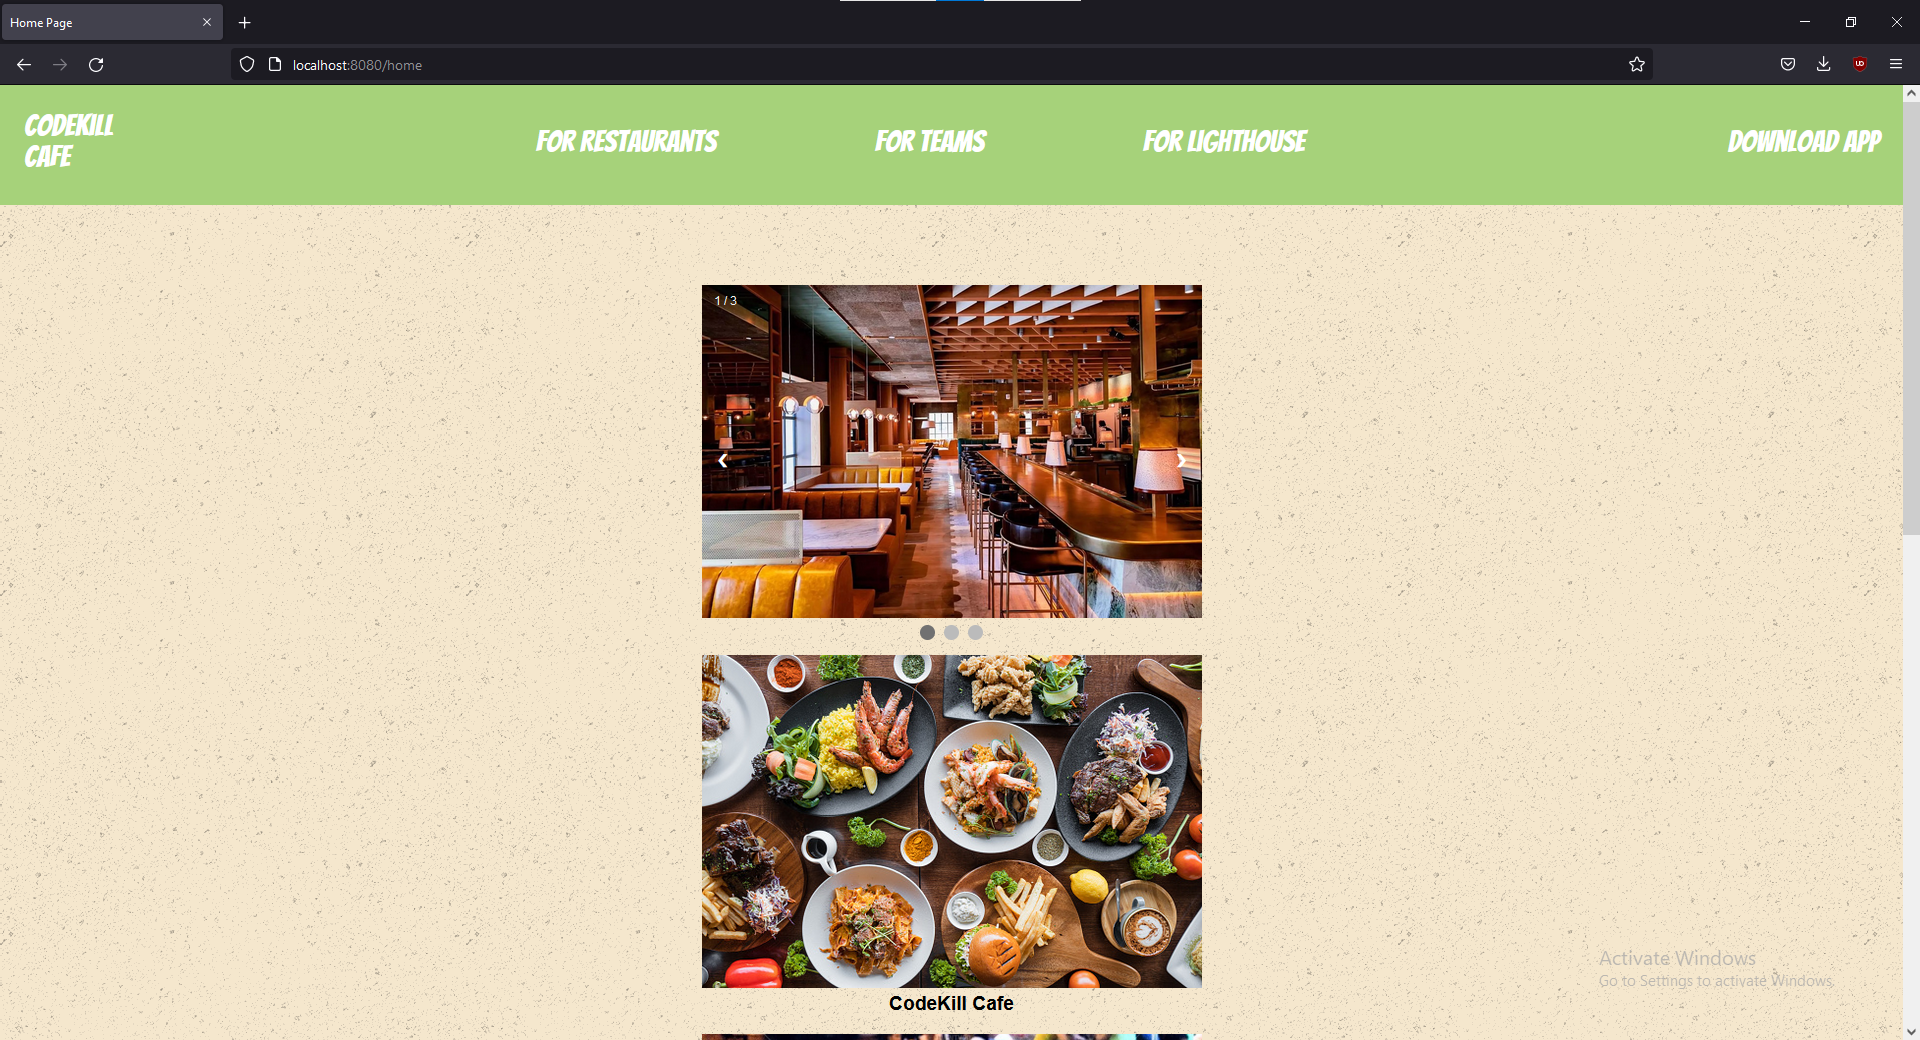 Home Page
localhost:8080/home
CODEKILL
CAFE
FOR RESTAURANTS
FOR TEAMS
FOR LIGHTHOUSE
DOWNLOAD APP
1 / 3
CodeKill Cafe
Activate Windows
Go to Settings to activate Windows.